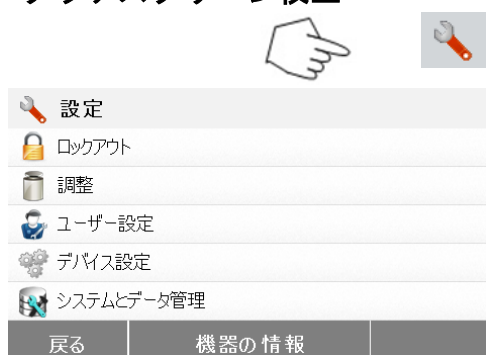 設定
ロックアウト
調整
ユーザー設定
デバイス設定
システムとデータ管理
戻る 機器の情報